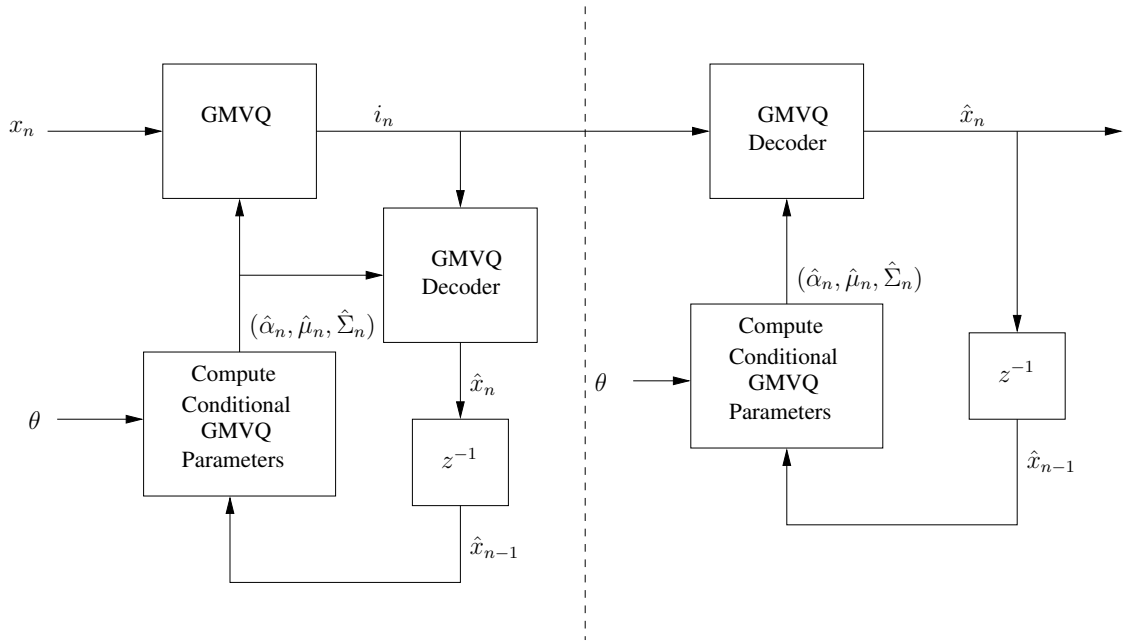 x_n
GMVQ
i_n
GMVQ
Decoder
(α̂_n, μ̂_n, Σ̂_n)
Compute
Conditional
GMVQ
Parameters
θ
x̂_n
z^{-1}
x̂_{n-1}
GMVQ
Decoder
x̂_n
(α̂_n, μ̂_n, Σ̂_n)
Compute
Conditional
GMVQ
Parameters
θ
z^{-1}
x̂_{n-1}